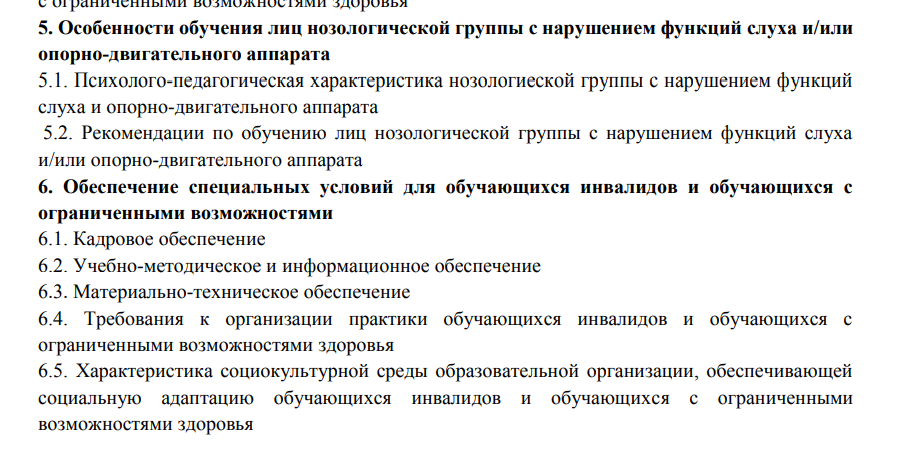 с ограниченными возможностями здоровья
5. Особенности обучения лиц нозологической группы с нарушением функций слуха и/или
опорно-двигательного аппарата
5.1. Психолого-педагогическая характеристика нозологиеской группы с нарушением функций
слуха и опорно-двигательного аппарата
5.2. Рекомендации по обучению лиц нозологической группы с нарушением функций слуха
и/или опорно-двигательного аппарата
6. Обеспечение специальных условий для обучающихся инвалидов и обучающихся с
ограниченными возможностями
6.1. Кадровое обеспечение
6.2. Учебно-методическое и информационное обеспечение
6.3. Материально-техническое обеспечение
6.4. Требования к организации практики обучающихся инвалидов и обучающихся с
ограниченными возможностями здоровья
6.5. Характеристика социокультурной среды образовательной организации, обеспечивающей
социальную адаптацию обучающихся инвалидов и обучающихся с ограниченными
возможностями здоровья